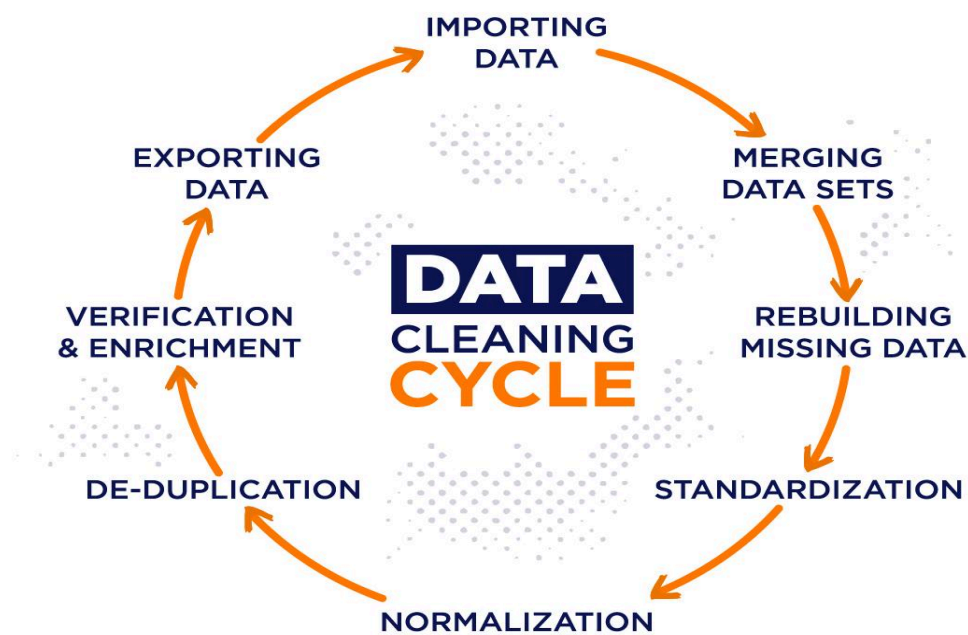 IMPORTING
DATA
MERGING
DATA SETS
REBUILDING
MISSING DATA
STANDARDIZATION
NORMALIZATION
DE-DUPLICATION
VERIFICATION
& ENRICHMENT
EXPORTING
DATA
DATA
CLEANING
CYCLE